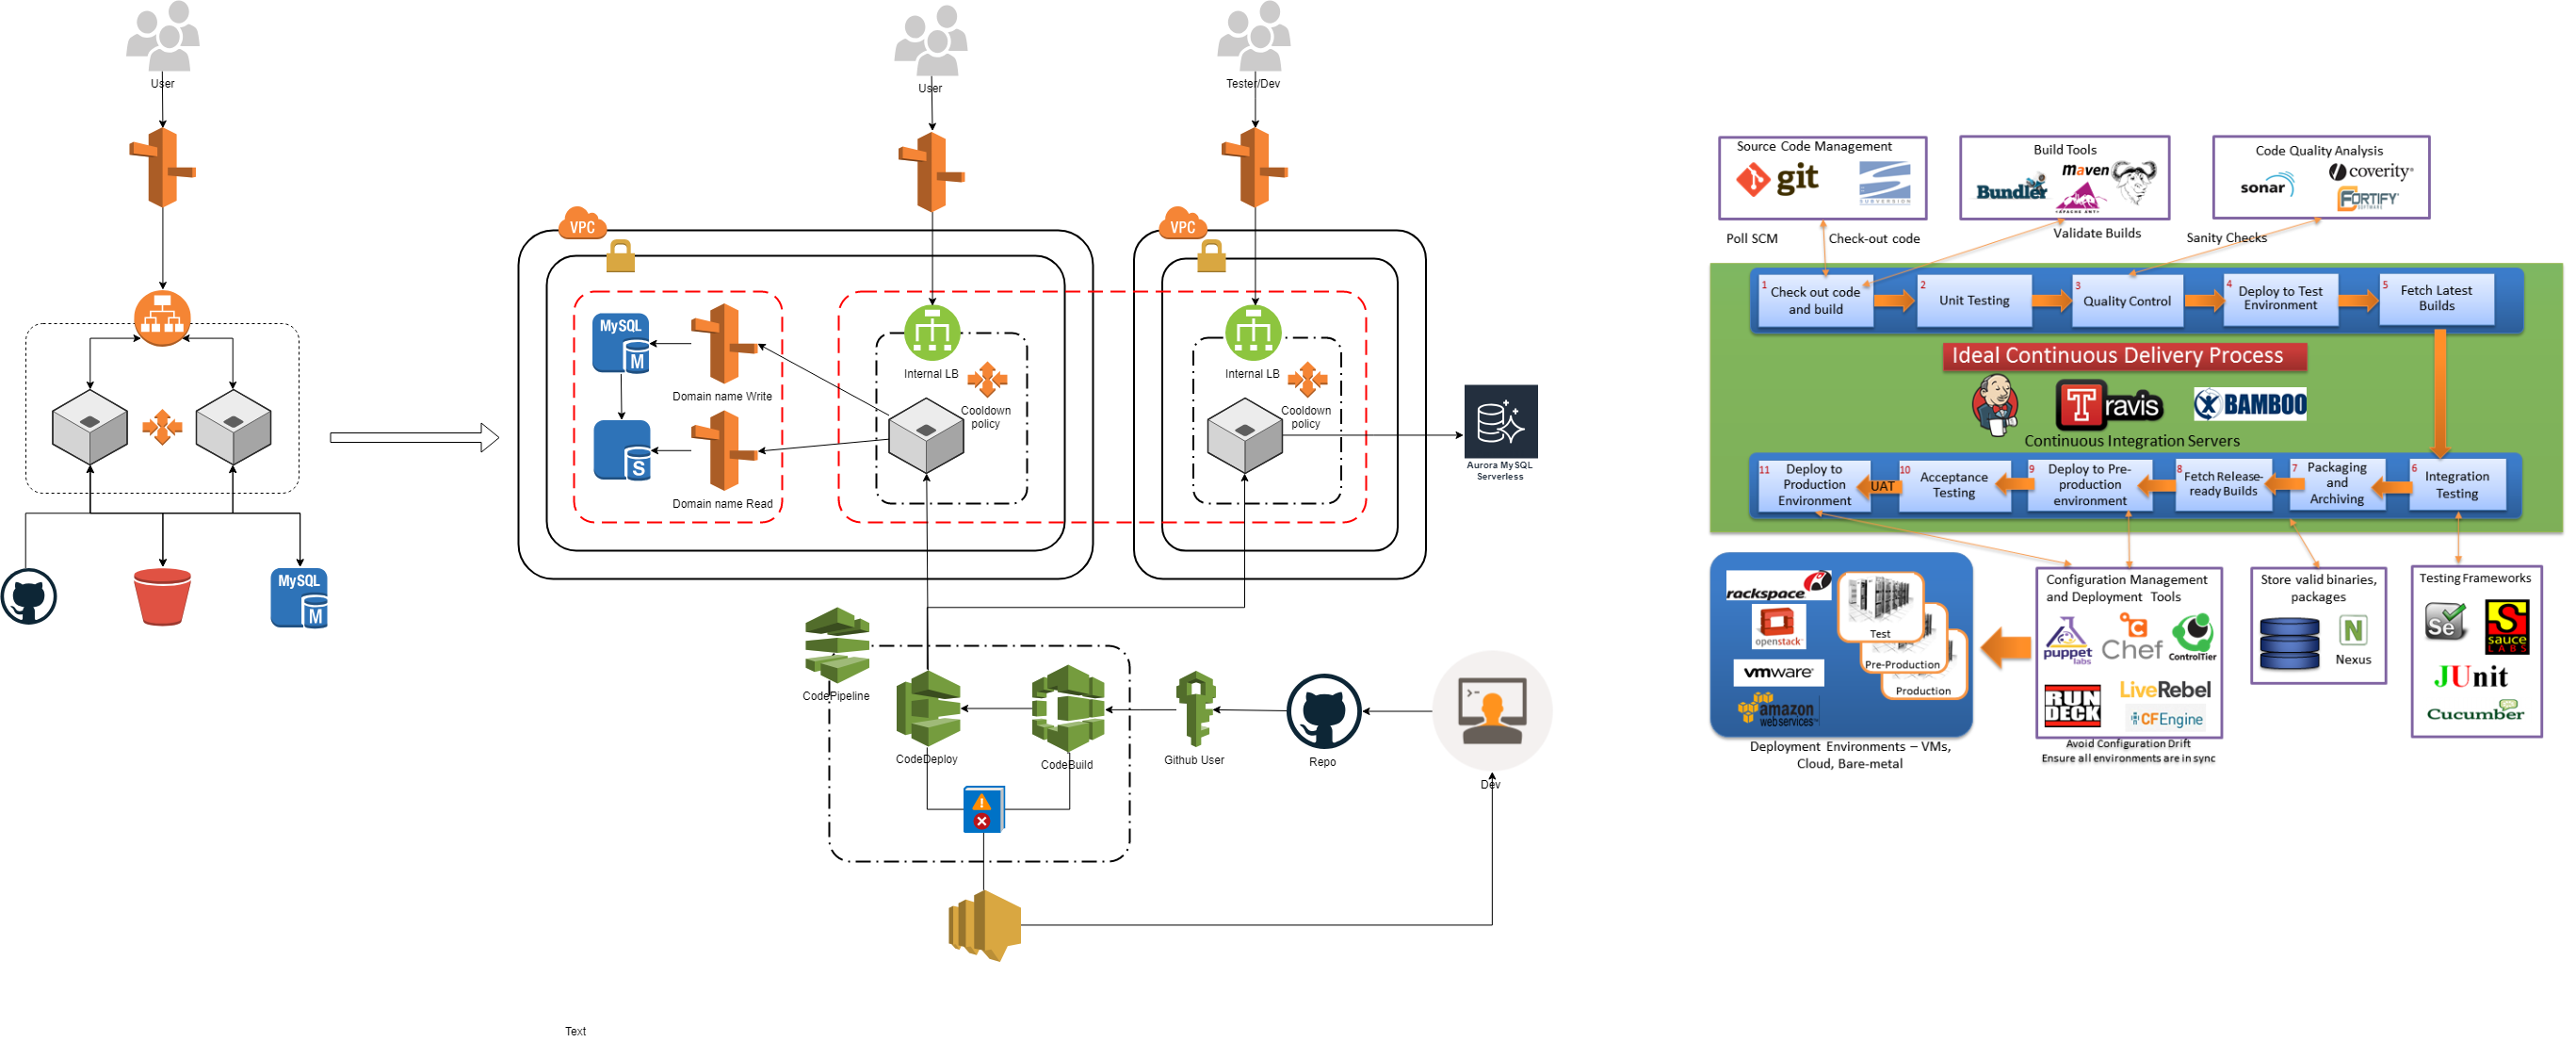 User
User
Tester/Dev
VPC
VPC
MySQL
M
S
Domain name Write
Domain name Read
Internal LB
Cooldown
policy
Internal LB
Cooldown
policy
Aurora MySQL
Serverless
MySQL
M
CodePipeline
CodeDeploy
CodeBuild
Github User
Repo
Dev
Text
Source Code Management
git
SUBVERSION
Build Tools
Bundler
maven
APACHE ANT
Code Quality Analysis
sonar
coverity
FORTIFY
SOFTWARE
Poll SCM
Check-out code
Validate Builds
Sanity Checks
1
Check out code
and build
2
Unit Testing
3
Quality Control
4
Deploy to Test
Environment
5
Fetch Latest
Builds
Ideal Continuous Delivery Process
Travis
BAMBOO
Continuous Integration Servers
11
Deploy to
Production
Environment
UAT
10
Acceptance
Testing
9
Deploy to Pre-
production
environment
8
Fetch Release-
ready Builds
7
Packaging
and
Archiving
6
Integration
Testing
rackspace
openstack
vmware
amazon
webservices™
Test
Pre-Production
Production
Deployment Environments – VMs,
Cloud, Bare-metal
Configuration Management
and Deployment Tools
puppet
labs
Chef
ControlTier
RUN
DECK
LiveRebel
CFEngine
Avoid Configuration Drift
Ensure all environments are in sync
Store valid binaries,
packages
N
Nexus
Testing Frameworks
Se
S
sauce
LABS
JUnit
Cucumber